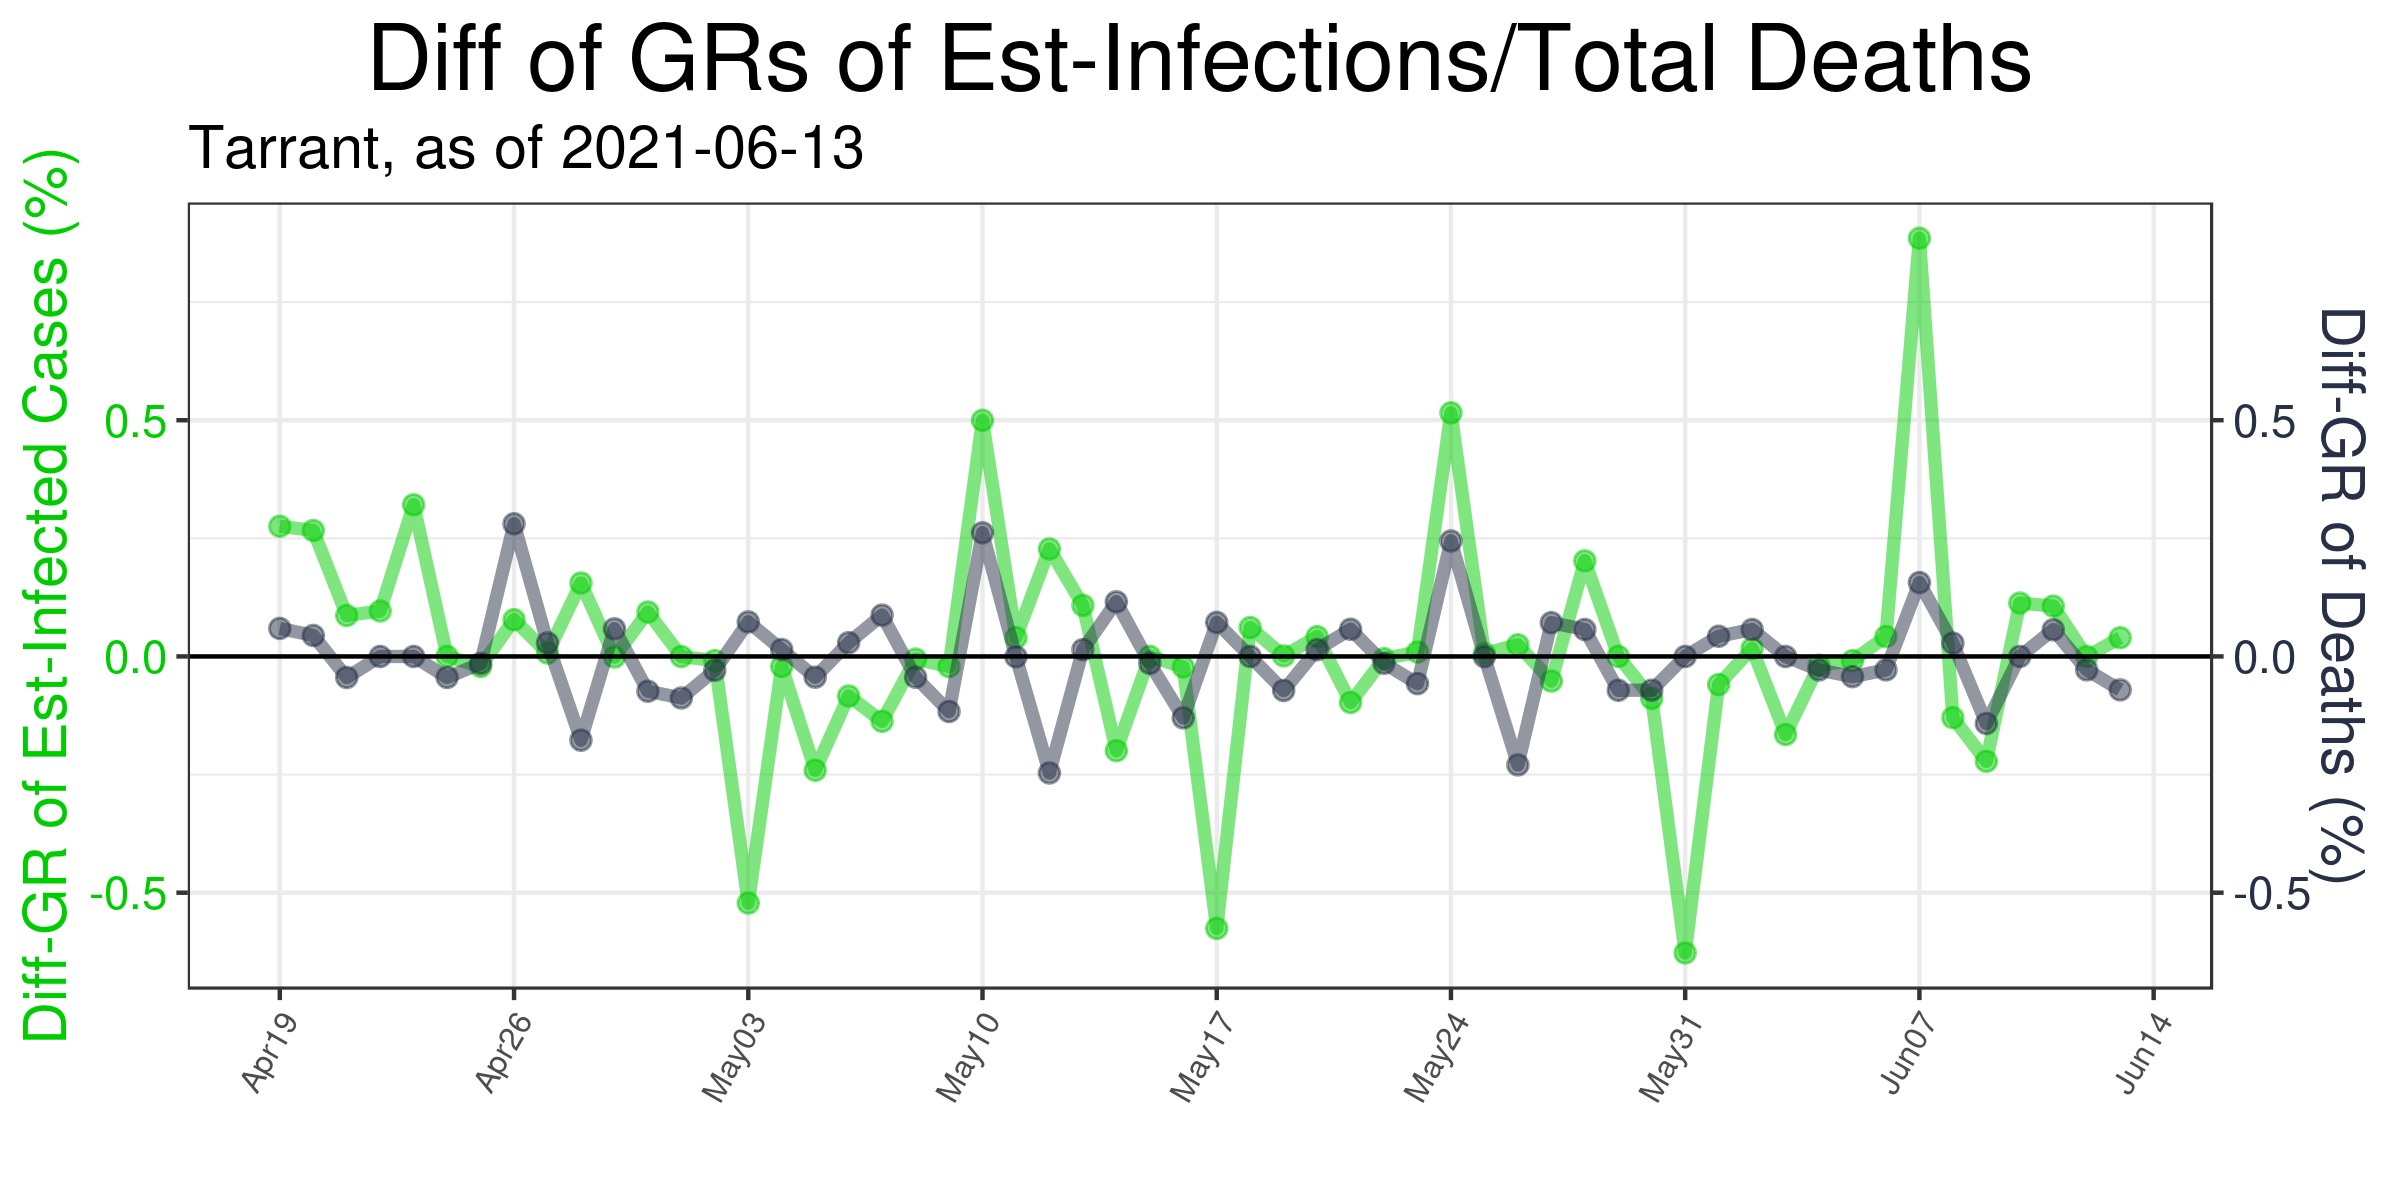 Diff of GRs of Est-Infections/Total Deaths
Tarrant, as of 2021-06-13
Diff-GR of Est-Infected Cases (%)
0.5
0.0
-0.5
0.5
0.0
-0.5
Diff-GR of Deaths (%)
Apr19
Apr26
May03
May10
May17
May24
May31
Jun07
Jun14